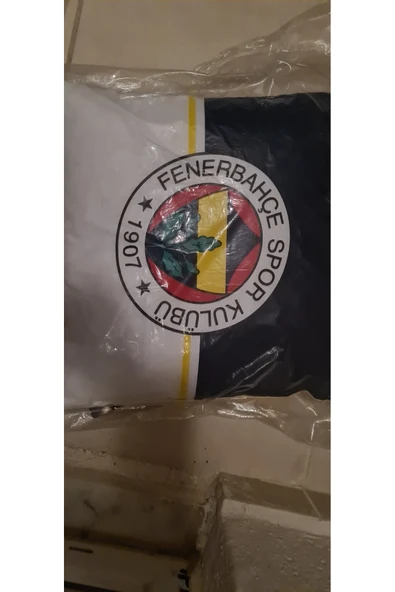 FENERBAHÇE SPOR KULÜBÜ
★ 1907 ★